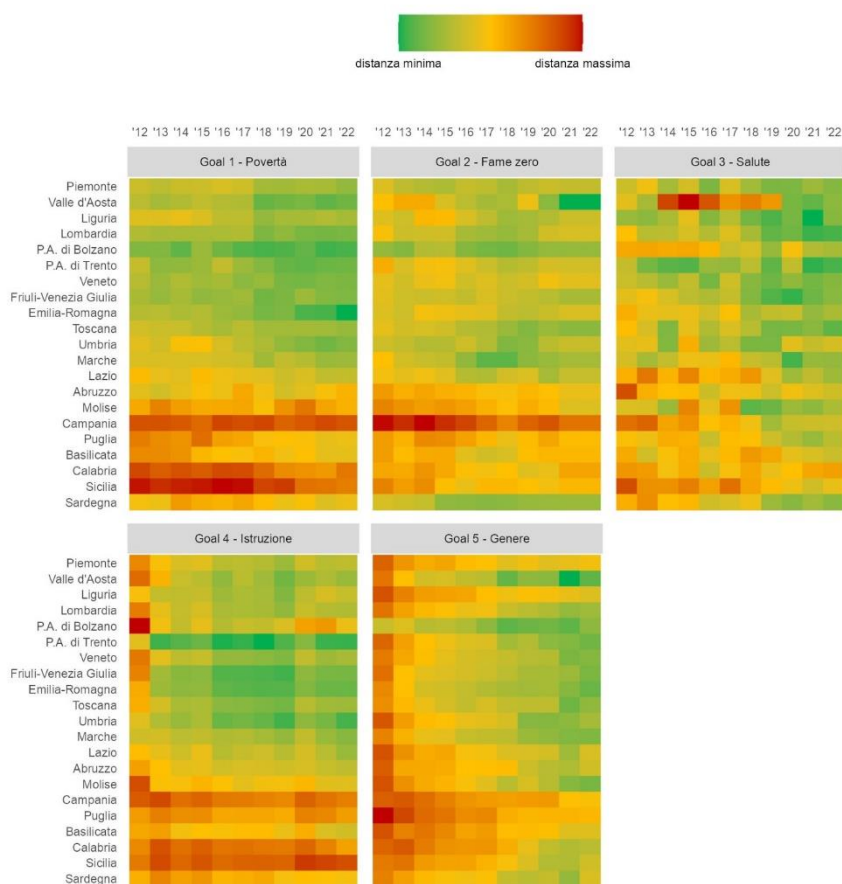 distanza minima distanza massima
'12 '13 '14 '15 '16 '17 '18 '19 '20 '21 '22 '12 '13 '14 '15 '16 '17 '18 '19 '20 '21 '22 '12 '13 '14 '15 '16 '17 '18 '19 '20 '21 '22
Goal 1 - Povertà Goal 2 - Fame zero Goal 3 - Salute
Piemonte
Valle d'Aosta
Liguria
Lombardia
P.A. di Bolzano
P.A. di Trento
Veneto
Friuli-Venezia Giulia
Emilia-Romagna
Toscana
Umbria
Marche
Lazio
Abruzzo
Molise
Campania
Puglia
Basilicata
Calabria
Sicilia
Sardegna
Goal 4 - Istruzione Goal 5 - Genere
Piemonte
Valle d'Aosta
Liguria
Lombardia
P.A. di Bolzano
P.A. di Trento
Veneto
Friuli-Venezia Giulia
Emilia-Romagna
Toscana
Umbria
Marche
Lazio
Abruzzo
Molise
Campania
Puglia
Basilicata
Calabria
Sicilia
Sardegna